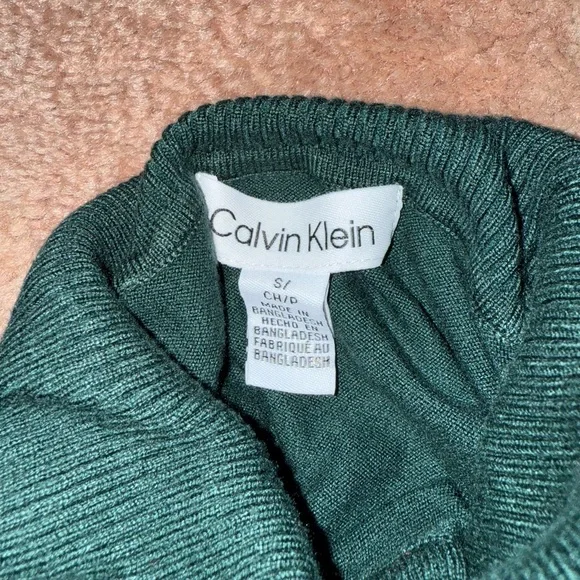 Calvin Klein
S/
CH/P
MADE IN
BANGLADESH
HECHO EN
BANGLADESH
FABRIQUÉ AU
BANGLADESH